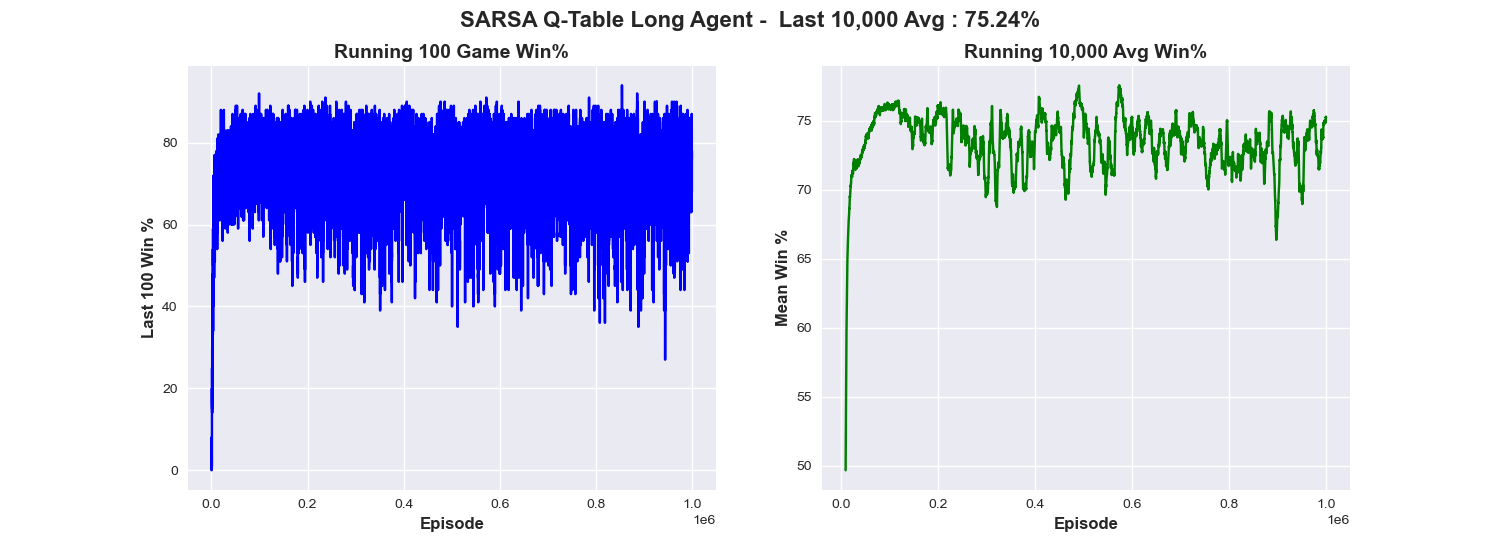 SARSA Q-Table Long Agent -  Last 10,000 Avg : 75.24%
Running 100 Game Win%
Last 100 Win %
80
60
40
20
0
0.0 0.2 0.4 0.6 0.8 1.0
1e6
Episode
Running 10,000 Avg Win%
Mean Win %
75
70
65
60
55
50
0.0 0.2 0.4 0.6 0.8 1.0
1e6
Episode